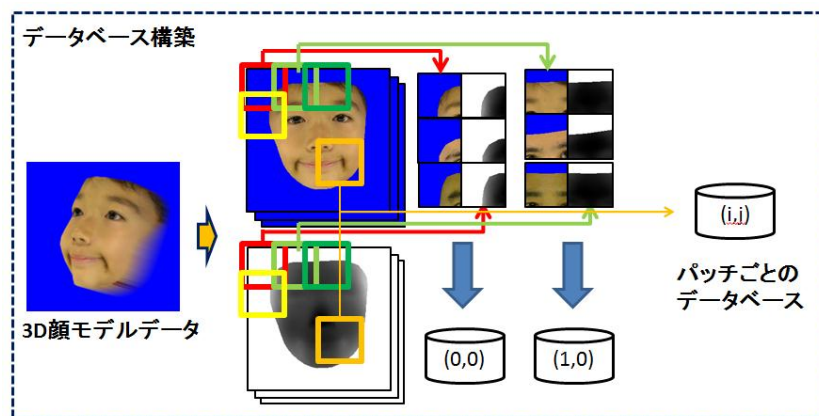 データベース構築
3D顔モデルデータ
(0,0)
(1,0)
(i,j)
パッチごとの
データベース